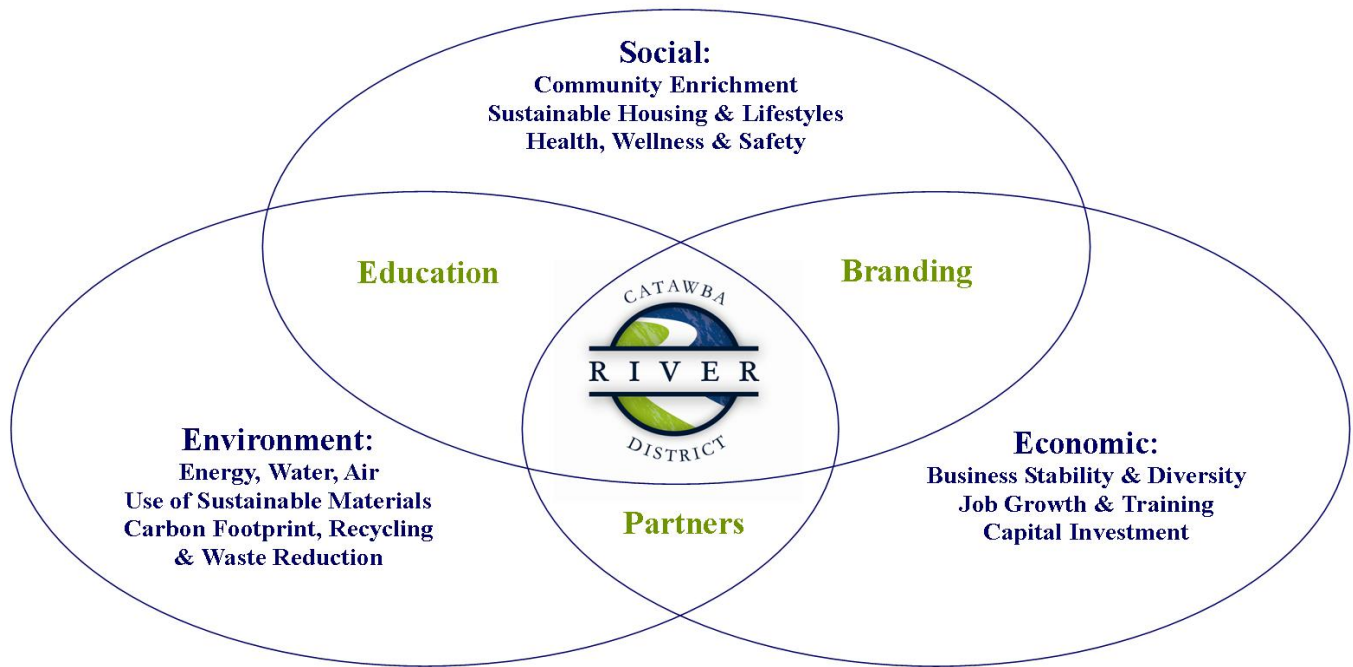 Social:
Community Enrichment
Sustainable Housing & Lifestyles
Health, Wellness & Safety
Education
Branding
CATAWBA
RIVER
DISTRICT
Environment:
Energy, Water, Air
Use of Sustainable Materials
Carbon Footprint, Recycling
& Waste Reduction
Economic:
Business Stability & Diversity
Job Growth & Training
Capital Investment
Partners